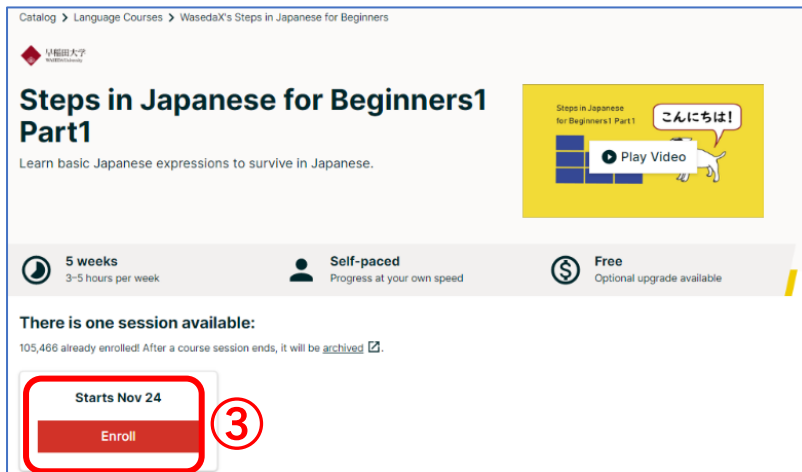 Catalog > Language Courses > WasedaX's Steps in Japanese for Beginners
早稲田大学
WASEDA University
Steps in Japanese for Beginners1
Part1
Learn basic Japanese expressions to survive in Japanese.
Steps in Japanese
for Beginners1 Part1
こんにちは!
Play Video
5 weeks
3–5 hours per week
Self-paced
Progress at your own speed
Free
Optional upgrade available
There is one session available:
105,466 already enrolled! After a course session ends, it will be archived.
Starts Nov 24
Enroll
③